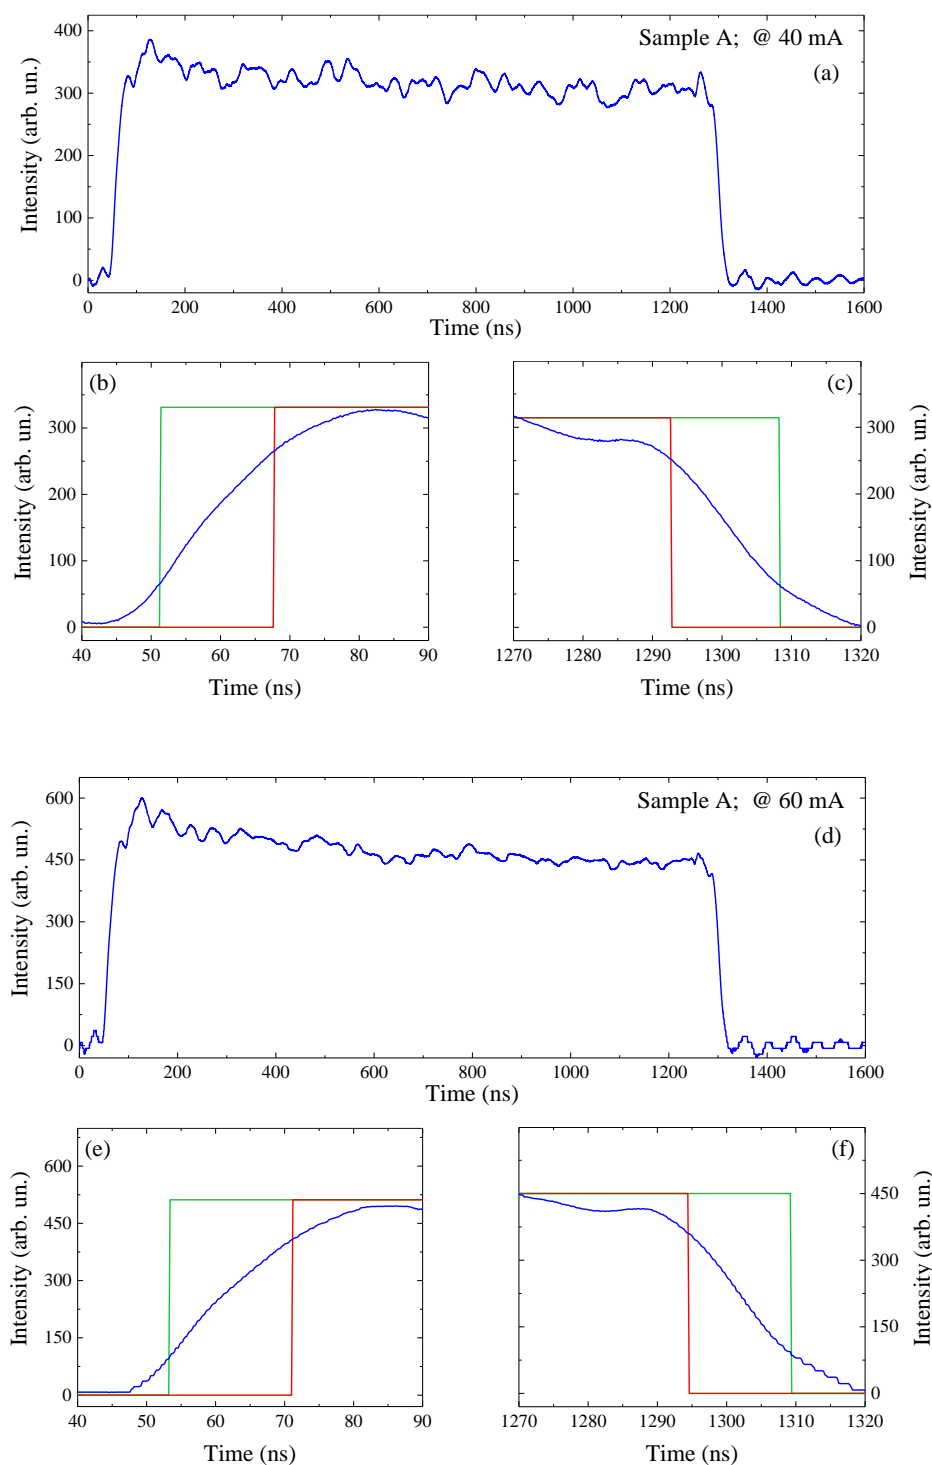 Sample A;  @ 40 mA
(a)
Intensity (arb. un.)
400
300
200
100
0
0 200 400 600 800 1000 1200 1400 1600
Time (ns)
(b)
Intensity (arb. un.)
300
200
100
0
40 50 60 70 80 90
Time (ns)
(c)
Intensity (arb. un.)
300
200
100
0
1270 1280 1290 1300 1310 1320
Time (ns)
Sample A;  @ 60 mA
(d)
Intensity (arb. un.)
600
450
300
150
0
0 200 400 600 800 1000 1200 1400 1600
Time (ns)
(e)
Intensity (arb. un.)
600
450
300
150
0
40 50 60 70 80 90
Time (ns)
(f)
Intensity (arb. un.)
450
300
150
0
1270 1280 1290 1300 1310 1320
Time (ns)